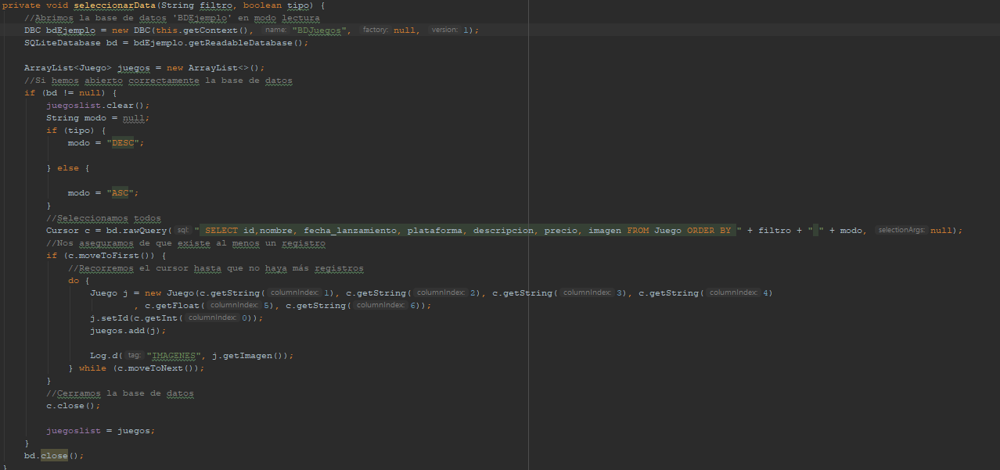 private void seleccionarData(String filtro, boolean tipo) {
//Abrimos la base de datos 'BDEjemplo' en modo lectura
DBC bdEjemplo = new DBC(this.getContext(), name: "BDJuegos", factory: null, version: 1);
SQLiteDatabase bd = bdEjemplo.getReadableDatabase();
ArrayList<Juego> juegos = new ArrayList<>();
//Si hemos abierto correctamente la base de datos
if (bd != null) {
juegoslist.clear();
String modo = null;
if (tipo) {
modo = "DESC";
} else {
modo = "ASC";
}
//Seleccionamos todos
Cursor c = bd.rawQuery( sql: " SELECT id,nombre, fecha_lanzamiento, plataforma, descripcion, precio, imagen FROM Juego ORDER BY " + filtro + " " + modo, selectionArgs: null);
//Nos aseguramos de que existe al menos un registro
if (c.moveToFirst()) {
//Recorremos el cursor hasta que no haya más registros
do {
Juego j = new Juego(c.getString( columnIndex: 1), c.getString( columnIndex: 2), c.getString( columnIndex: 3), c.getString( columnIndex: 4)
, c.getFloat( columnIndex: 5), c.getString( columnIndex: 6));
j.setId(c.getInt( columnIndex: 0));
juegos.add(j);
Log.d( tag: "IMAGENES", j.getImagen());
} while (c.moveToNext());
}
//Cerramos la base de datos
c.close();
juegoslist = juegos;
}
bd.close();
}